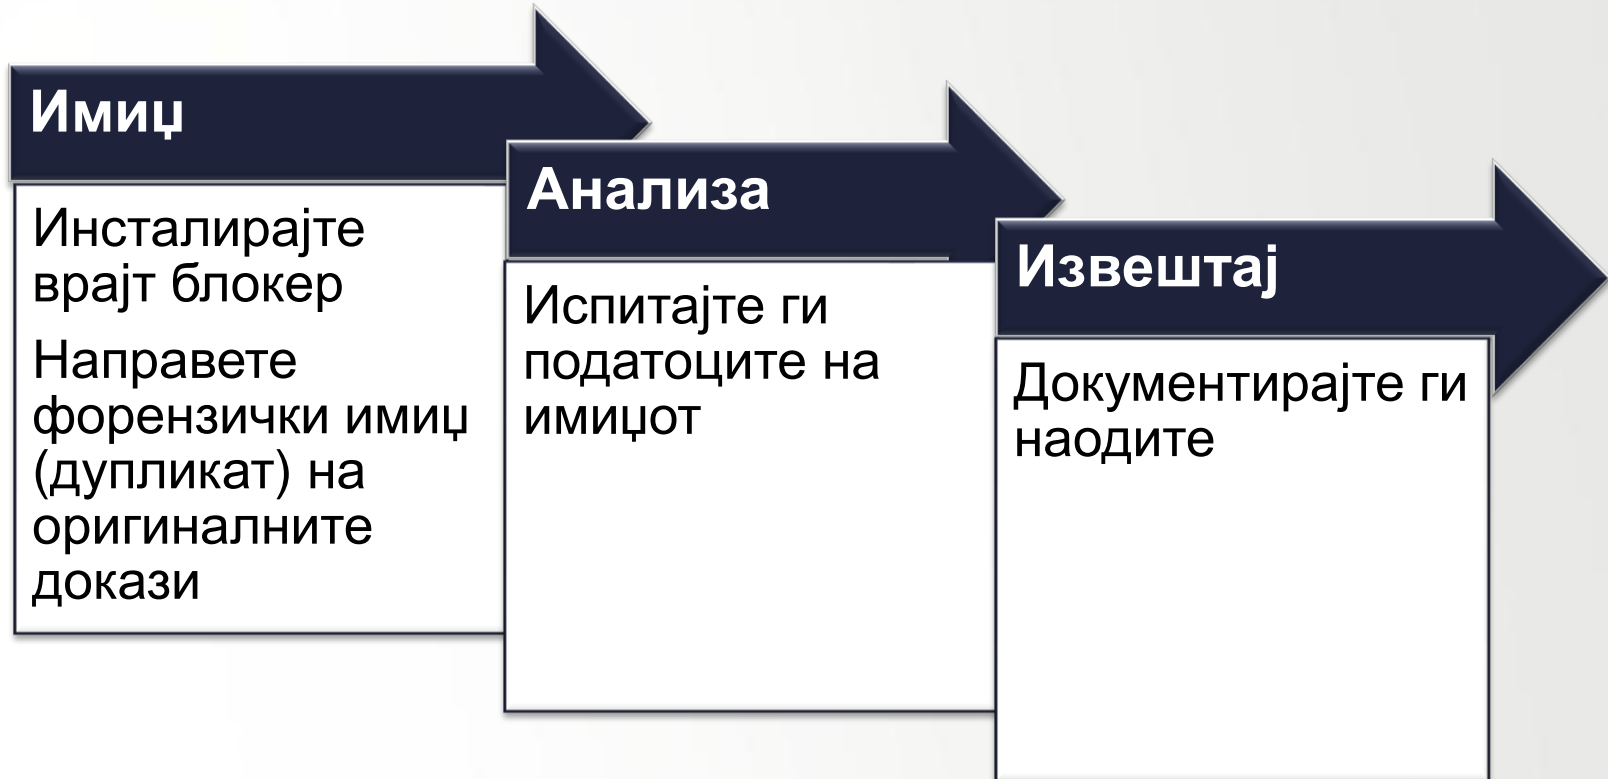 Имиџ
Инсталирајте
врајт блокер
Направете
форензички имиџ
(дупликат) на
оригиналните
докази
Анализа
Испитајте ги
податоците на
имиџот
Извештај
Документирајте ги
наодите